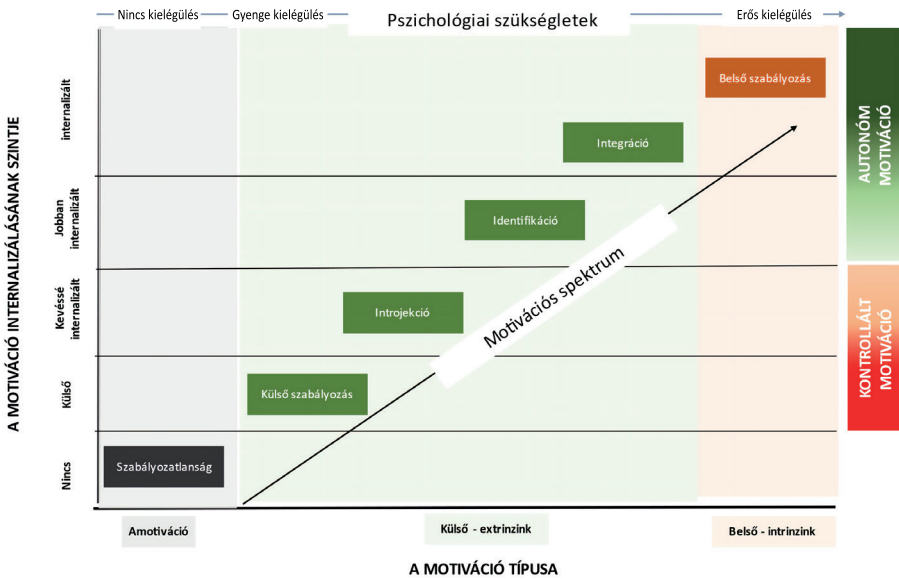 Nincs kielégülés
Gyenge kielégülés
Pszichológiai szükségletek
Erős kielégülés
A MOTIVÁCIÓ INTERNALIZÁLÁSÁNAK SZINTJE
internalizált
Jobban
internalizált
Kevéssé
internalizált
Külső
Nincs
Belső szabályozás
Integráció
Identifikáció
Introjekció
Külső szabályozás
Szabályozatlanság
Motivációs spektrum
AUTONÓM
MOTIVÁCIÓ
KONTROLLÁLT
MOTIVÁCIÓ
Amotiváció
Külső - extrinzink
Belső - intrinzink
A MOTIVÁCIÓ TÍPUSA